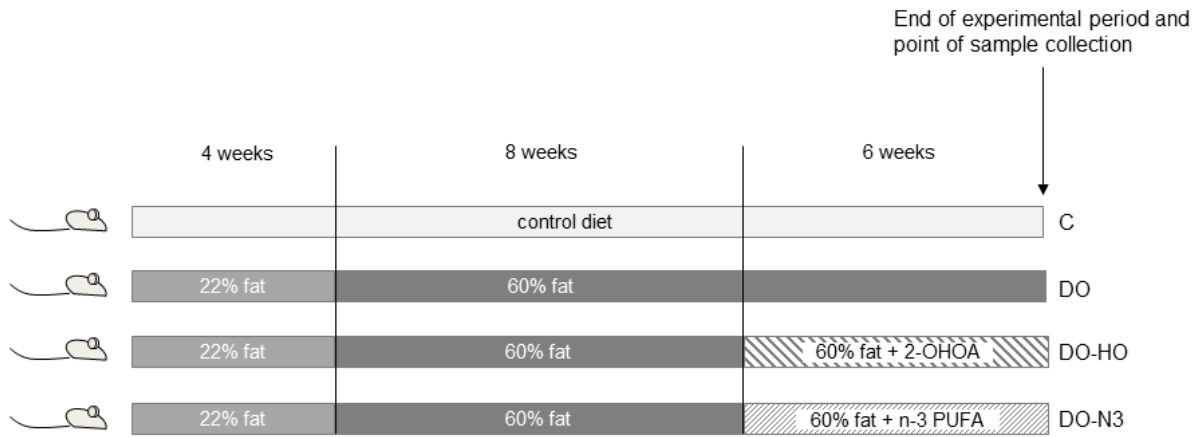 End of experimental period and
point of sample collection
4 weeks
8 weeks
6 weeks
control diet
C
22% fat
60% fat
DO
22% fat
60% fat
60% fat + 2-OHOA
DO-HO
22% fat
60% fat
60% fat + n-3 PUFA
DO-N3